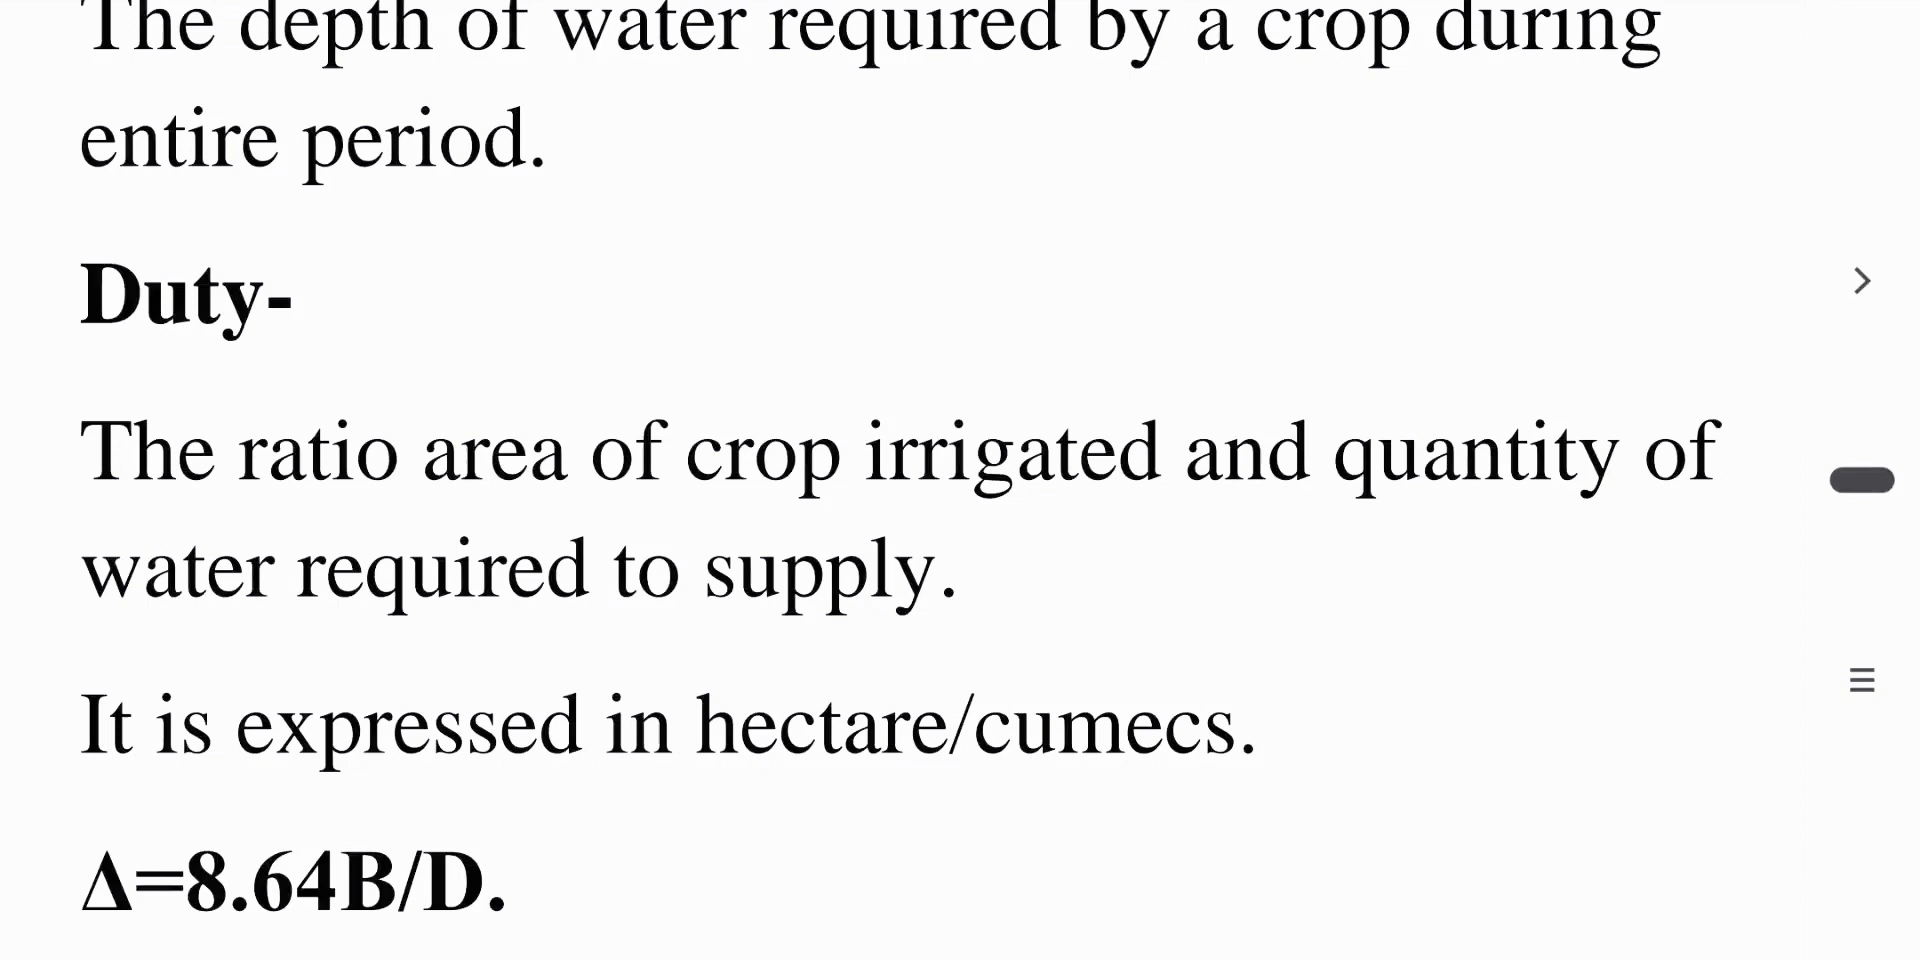 The depth of water required by a crop during
entire period.
Duty-
The ratio area of crop irrigated and quantity of
water required to supply.
It is expressed in hectare/cumecs.
Δ=8.64B/D.